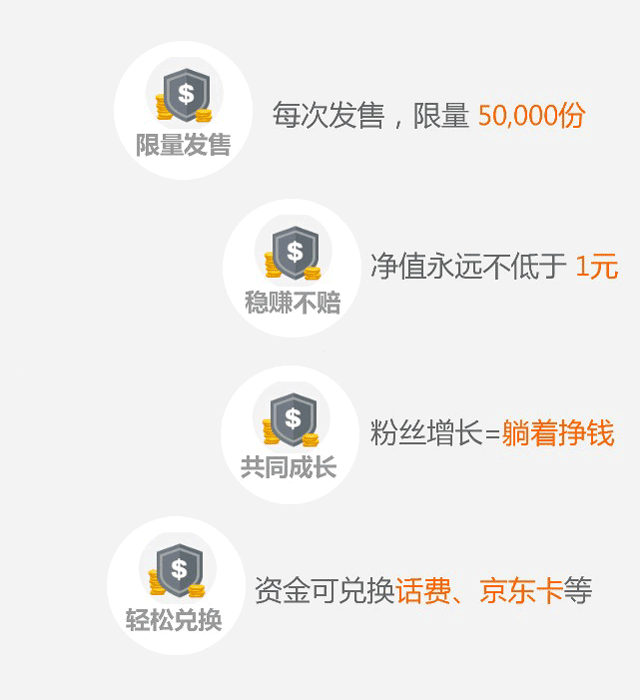 限量发售
每次发售，限量 50,000份
稳赚不赔
净值永远不低于 1元
共同成长
粉丝增长=躺着挣钱
轻松兑换
资金可兑换话费、京东卡等